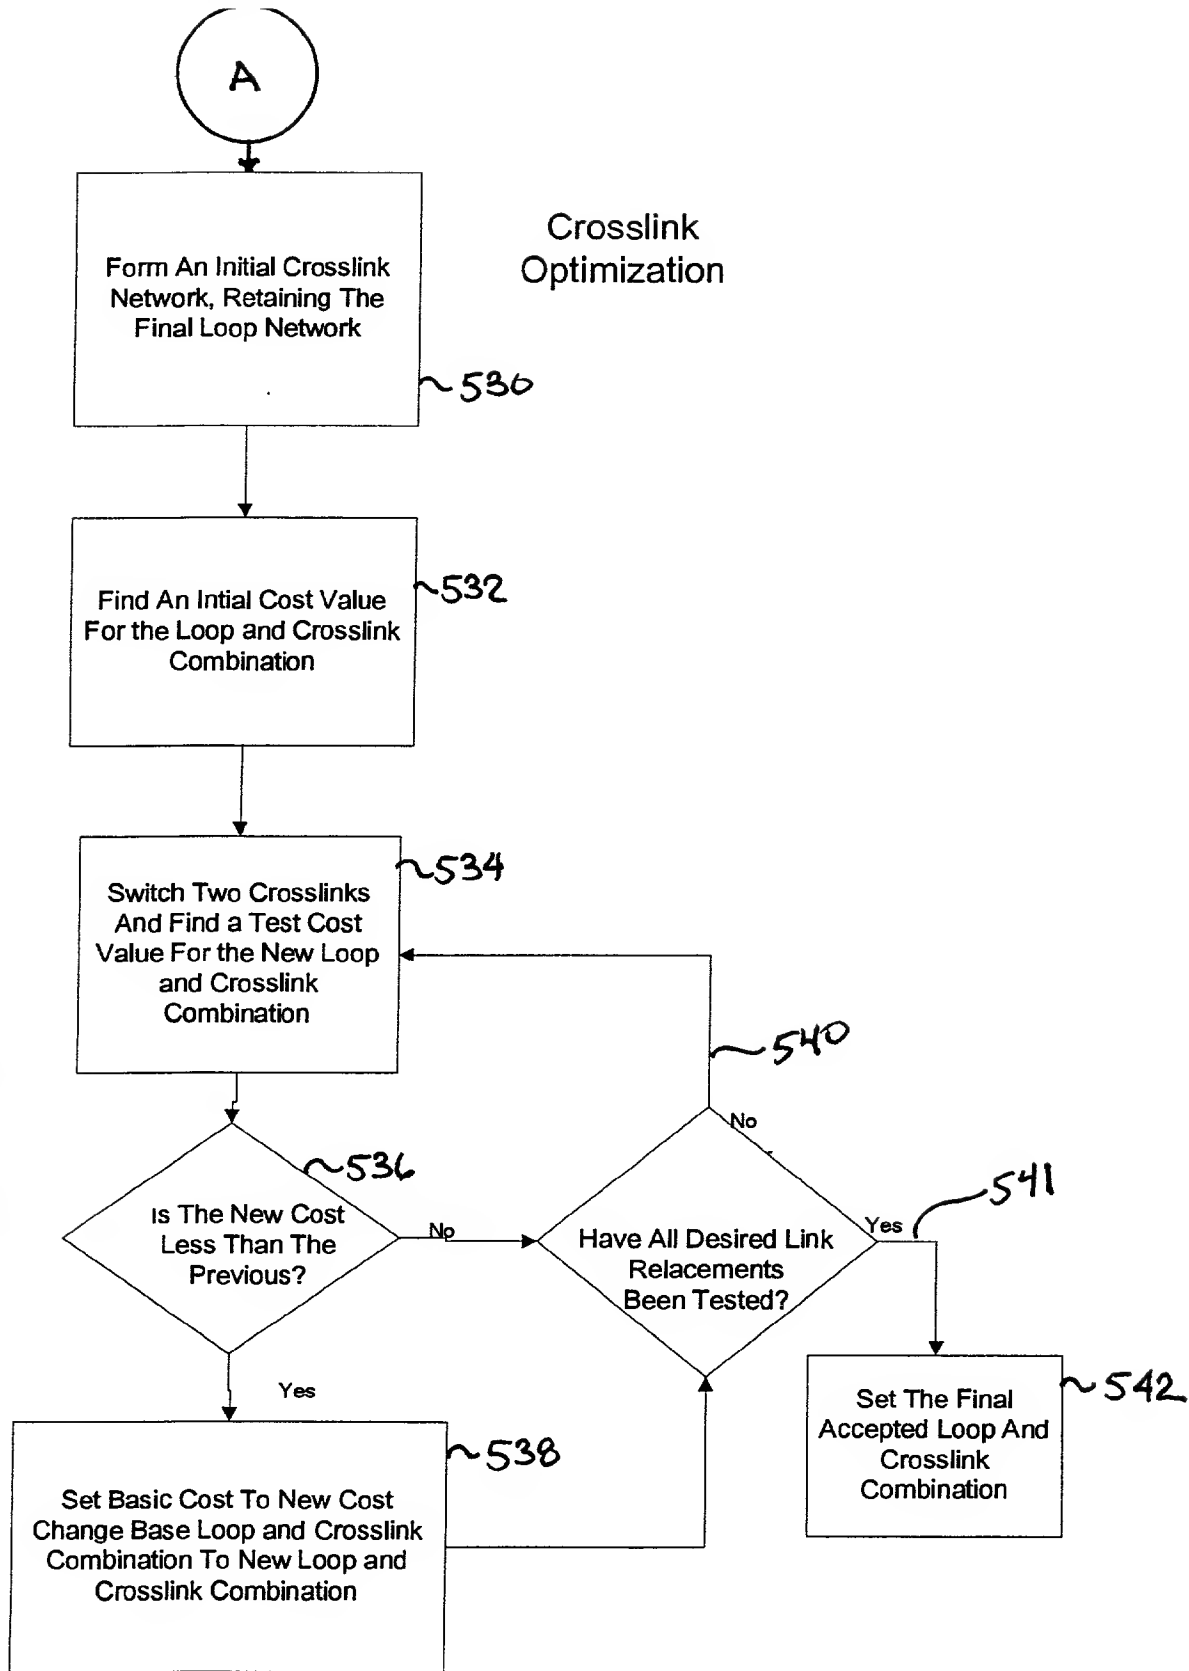 A
Crosslink
Optimization
Form An Initial Crosslink
Network, Retaining The
Final Loop Network
530
532
Find An Intial Cost Value
For the Loop and Crosslink
Combination
534
Switch Two Crosslinks
And Find a Test Cost
Value For the New Loop
and Crosslink
Combination
540
No
536
541
Is The New Cost
Less Than The
Previous?
No
Have All Desired Link
Relacements
Been Tested?
Yes
Yes
542
Set The Final
Accepted Loop And
Crosslink
Combination
538
Set Basic Cost To New Cost
Change Base Loop and Crosslink
Combination To New Loop and
Crosslink Combination